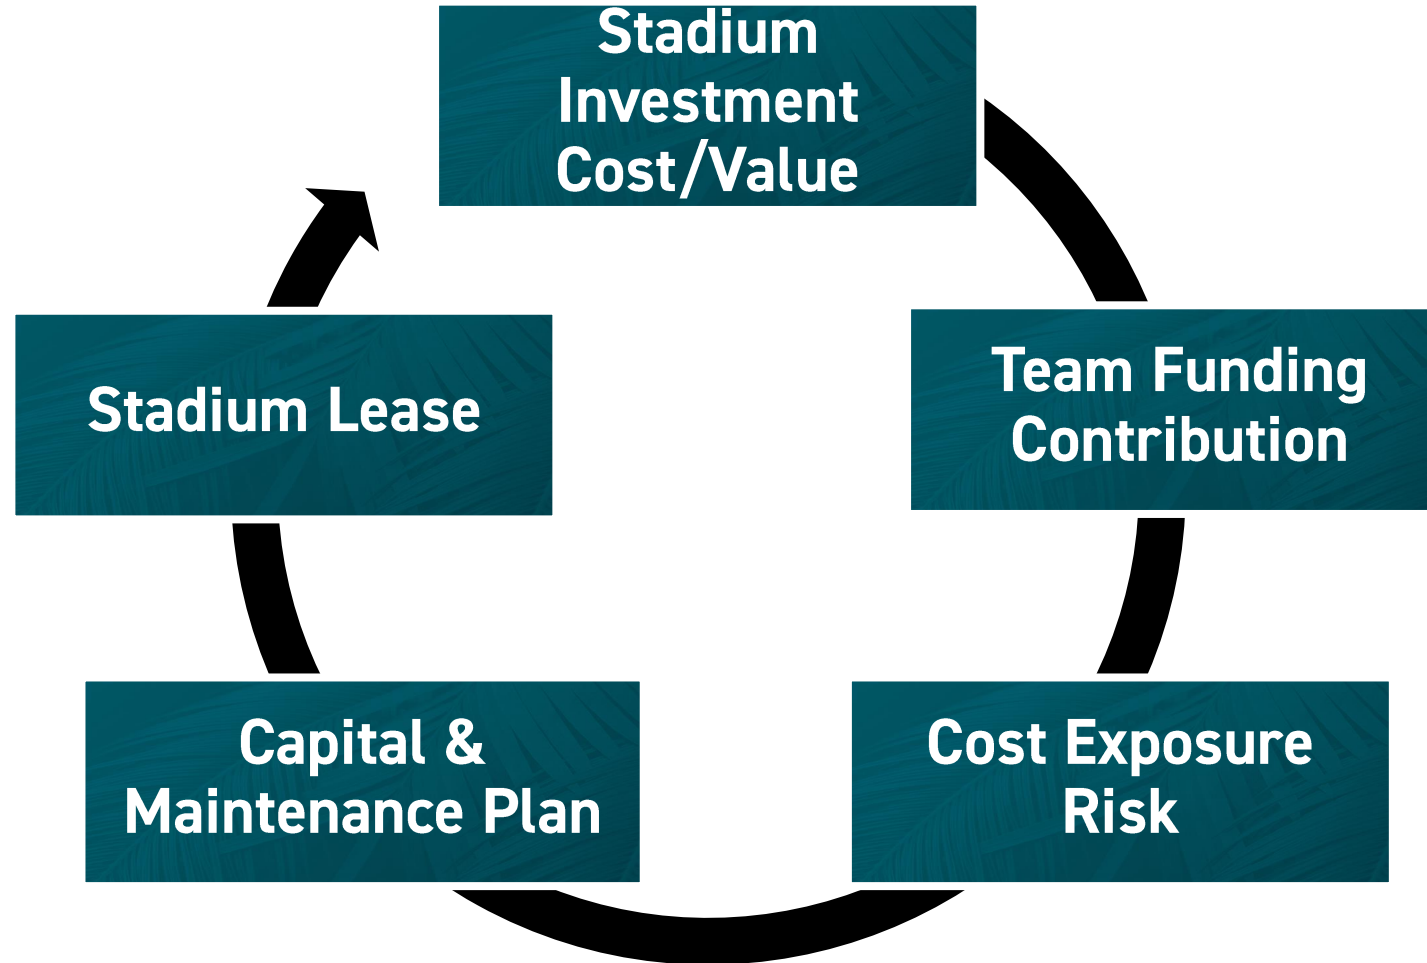 Stadium
Investment
Cost/Value
Team Funding
Contribution
Cost Exposure
Risk
Capital &
Maintenance Plan
Stadium Lease